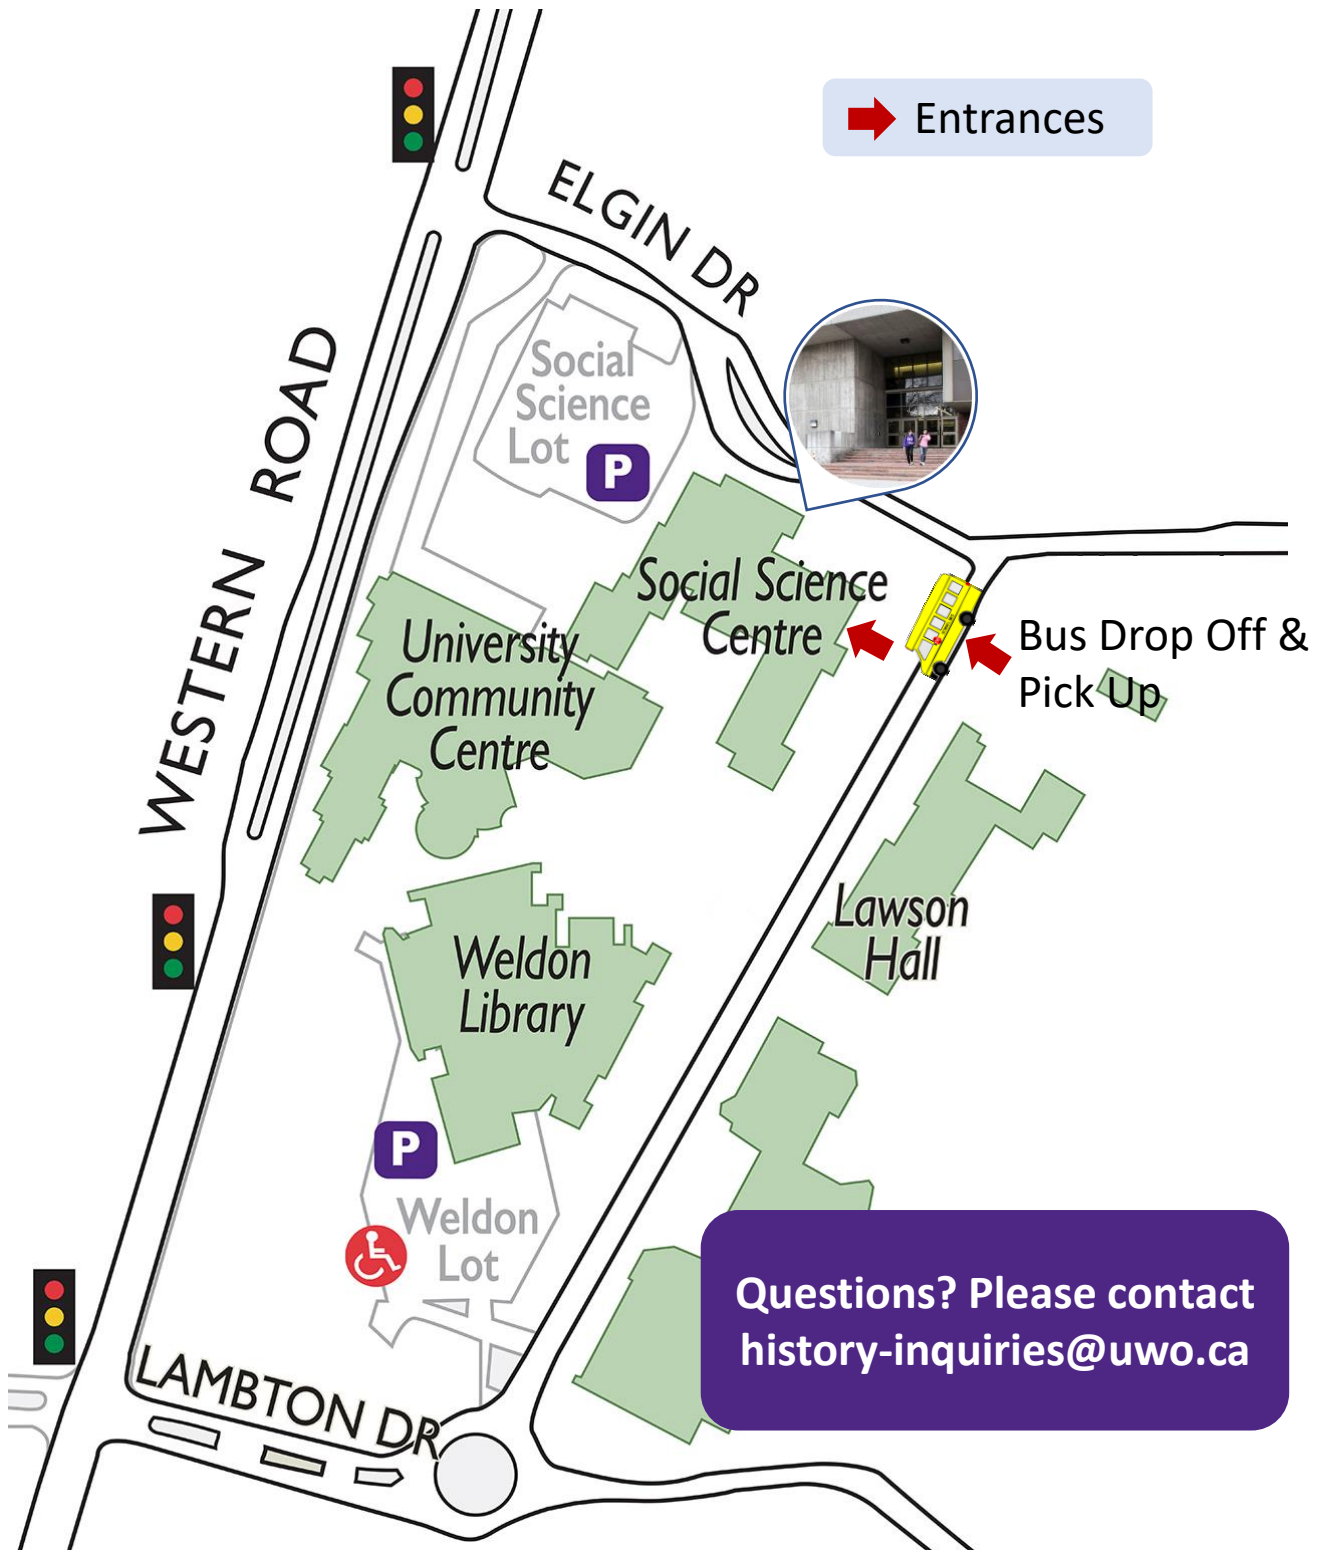 Entrances
ELGIN DR
WESTERN ROAD
Social
Science
Lot
P
Social Science
Centre
University
Community
Centre
Bus Drop Off &
Pick Up
Lawson
Hall
Weldon
Library
P
Weldon
Lot
Questions? Please contact
history-inquiries@uwo.ca
LAMBTON DR